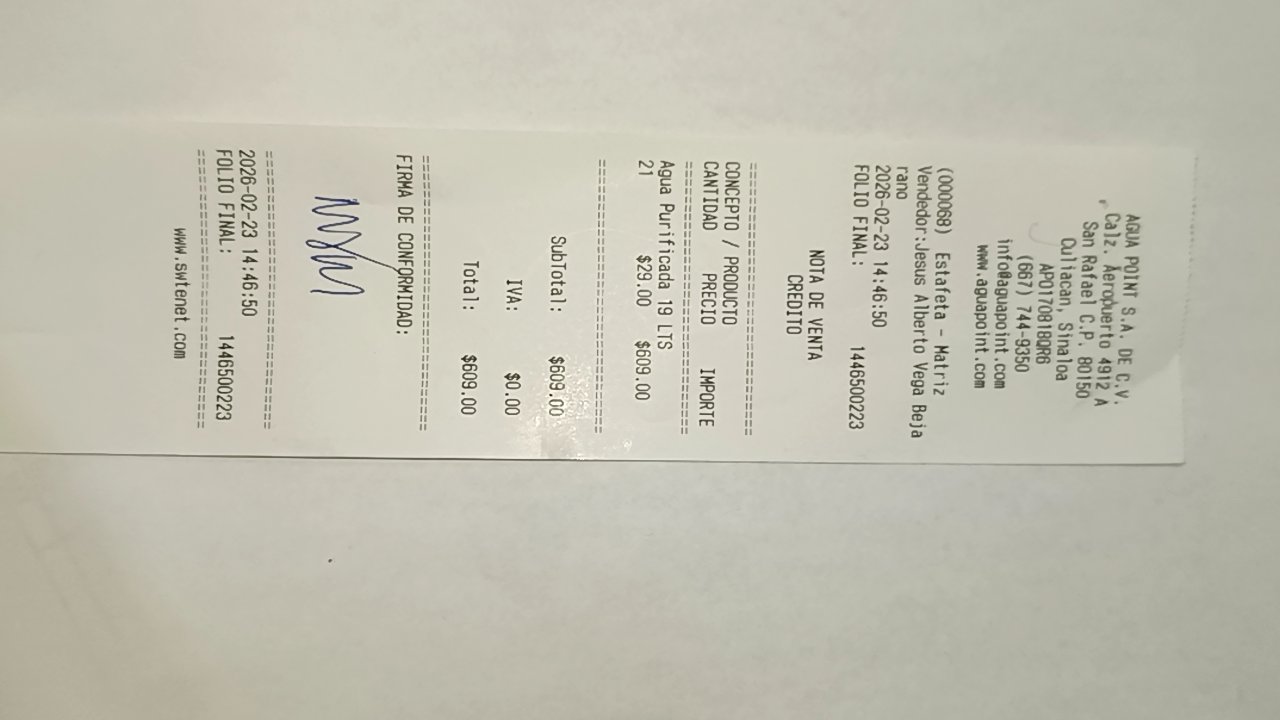 AGUA POINT S.A. DE C.V.
Calz. Aeropuerto 4912 A
San Rafael C.P. 80150
Culiacan, Sinaloa
APO170818QR6
(667) 744-9350
info@aguapoint.com
www.aguapoint.com
(000068) Estafeta - Matriz
Vendedor:Jesus Alberto Vega Beja
rano
2026-02-23 14:46:50
FOLIO FINAL: 1446500223
NOTA DE VENTA
CREDITO
================================
CONCEPTO / PRODUCTO
CANTIDAD PRECIO IMPORTE
================================
Agua Purificada 19 LTS
21 $29.00 $609.00
================================
SubTotal: $609.00
IVA: $0.00
Total: $609.00
================================
FIRMA DE CONFORMIDAD:
================================
2026-02-23 14:46:50
FOLIO FINAL: 1446500223
================================
www.swtenet.com